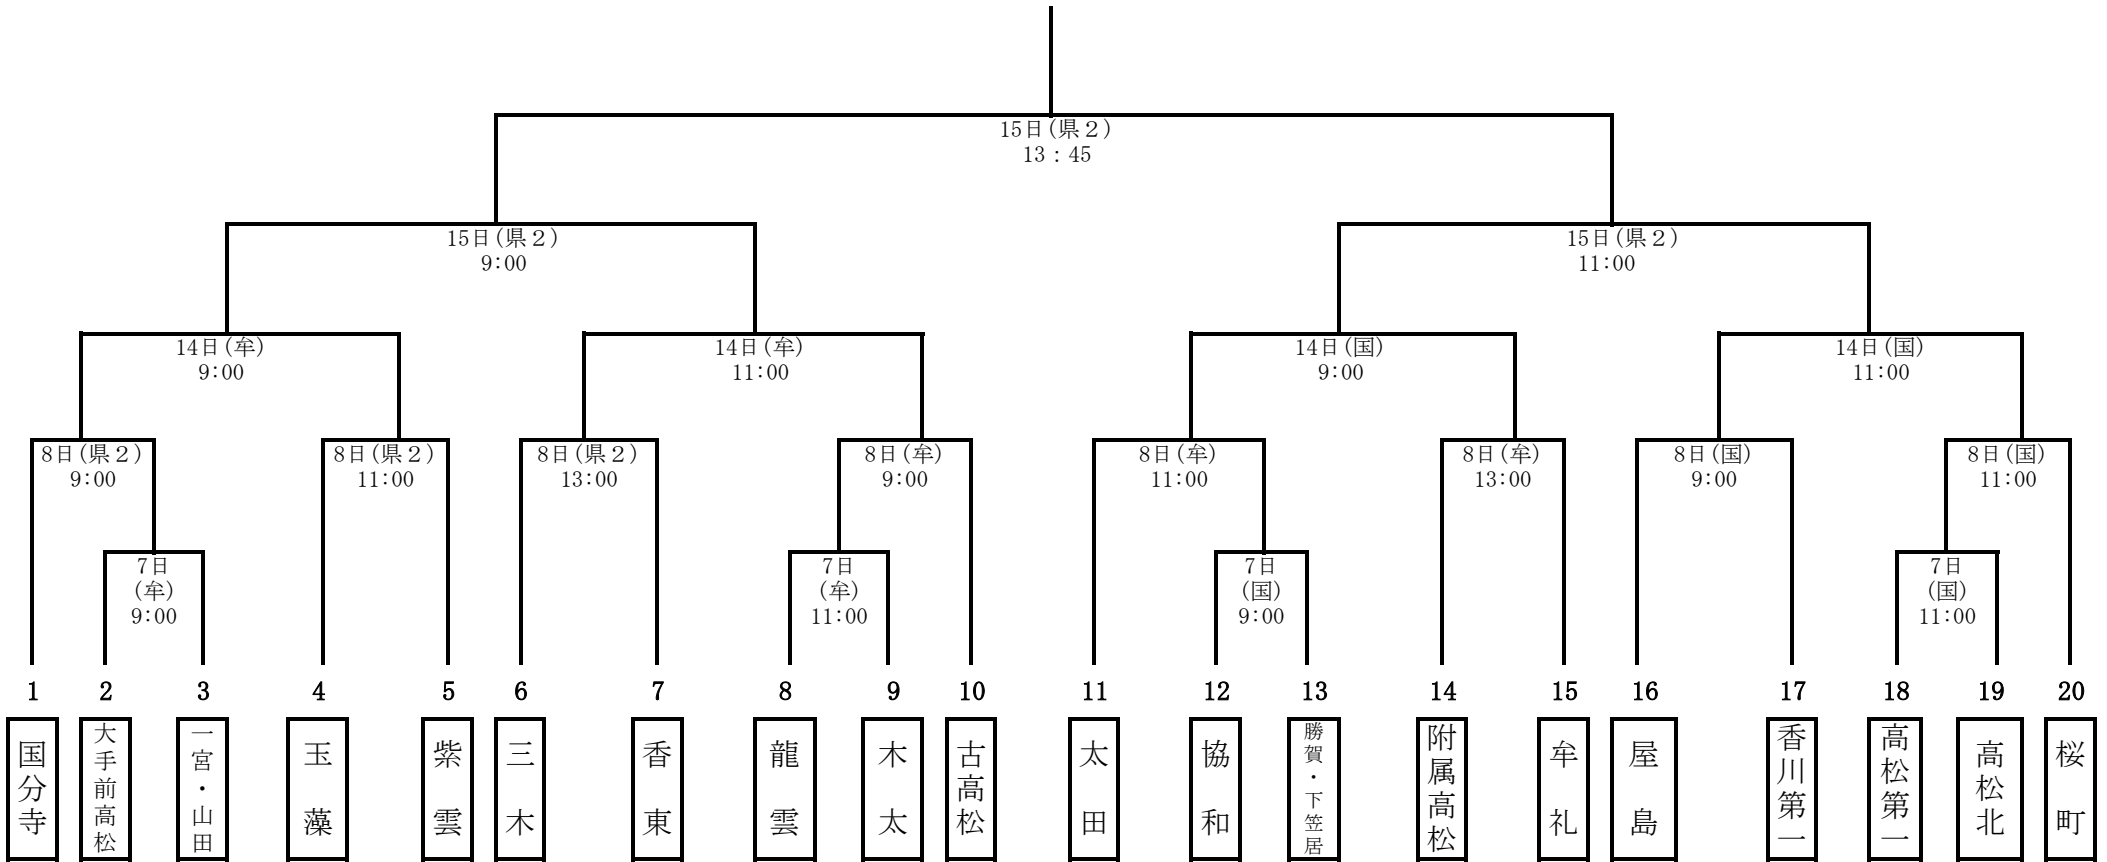 15日(県２)
13：45
15日(県２)
9:00
15日(県２)
11:00
14日(牟)
9:00
14日(牟)
11:00
14日(国)
9:00
14日(国)
11:00
8日(県２)
9:00
8日(県２)
11:00
8日(県２)
13:00
8日(牟)
9:00
8日(牟)
11:00
8日(牟)
13:00
8日(国)
9:00
8日(国)
11:00
7日
(牟)
9:00
7日
(牟)
11:00
7日
(国)
9:00
7日
(国)
11:00
1
2
3
4
5
6
7
8
9
10
11
12
13
14
15
16
17
18
19
20
国分寺
大手前高松
一宮・山田
玉藻
紫雲
三木
香東
龍雲
木太
古高松
太田
協和
勝賀・下笠居
附属高松
牟礼
屋島
香川第一
高松第一
高松北
桜町